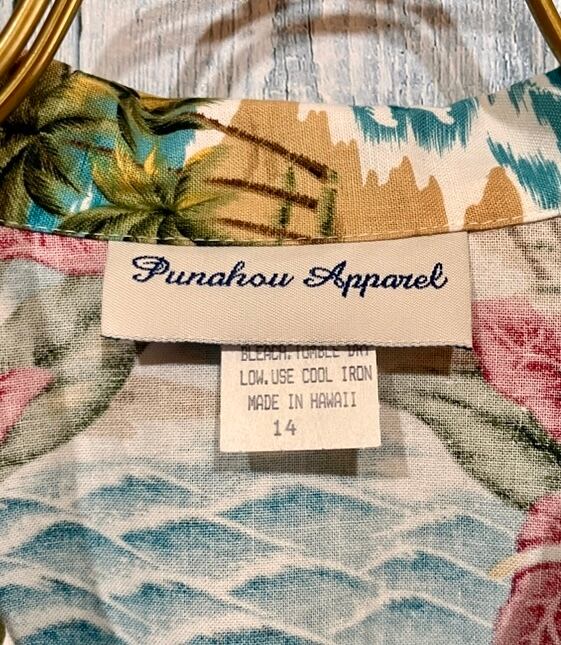 Punahou Apparel
BLEACH.TUMBLE DRY
LOW.USE COOL IRON
MADE IN HAWAII
14